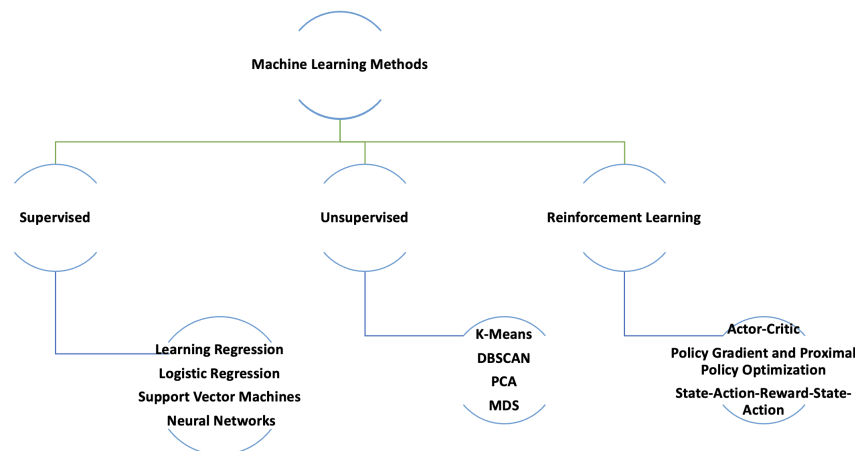 Machine Learning Methods
Supervised
Unsupervised
Reinforcement Learning
Learning Regression
Logistic Regression
Support Vector Machines
Neural Networks
K-Means
DBSCAN
PCA
MDS
Actor-Critic
Policy Gradient and Proximal
Policy Optimization
State-Action-Reward-State-
Action